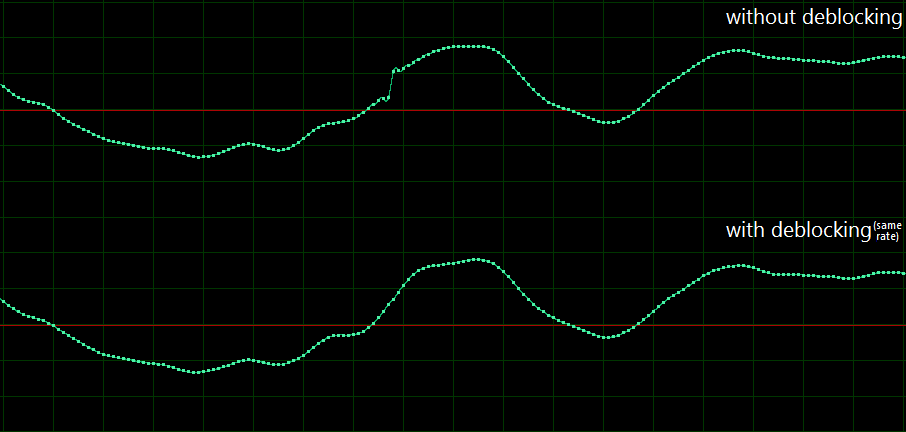 without deblocking
with deblocking (same
rate)